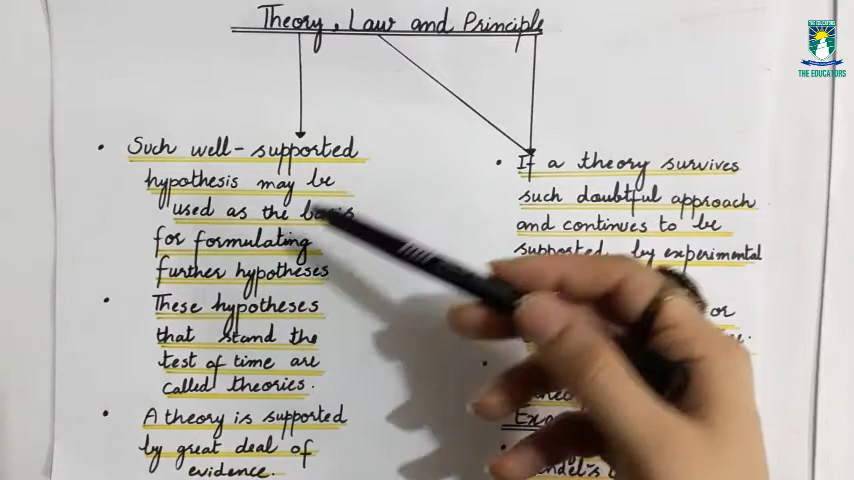 Theory, Law and Principle
Such well-supported
hypothesis may be
used as the basis
for formulating
further hypotheses
These hypotheses
that stand the
test of time are
called theories.
A theory is supported
by great deal of
evidence.
If a theory survives
such doubtful approach
and continues to be
supported by experimental
or
THE EDUCATORS